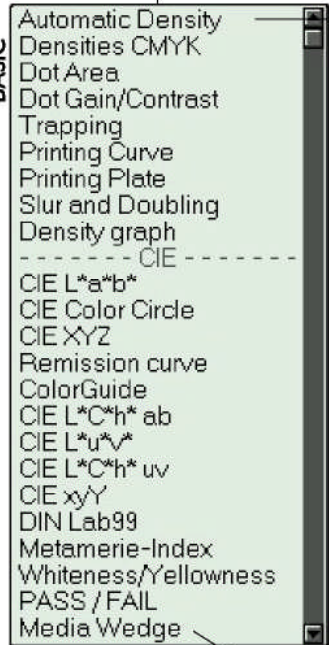 BASIC
Automatic Density
Densities CMYK
Dot Area
Dot Gain/Contrast
Trapping
Printing Curve
Printing Plate
Slur and Doubling
Density graph
- - - - - - - CIE - - - - - - -
CIE L*a*b*
CIE Color Circle
CIE XYZ
Remission curve
ColorGuide
CIE L*C*h* ab
CIE L*u*v*
CIE L*C*h* uv
CIE xyY
DIN Lab99
Metamerie-Index
Whiteness/Yellowness
PASS / FAIL
Media Wedge